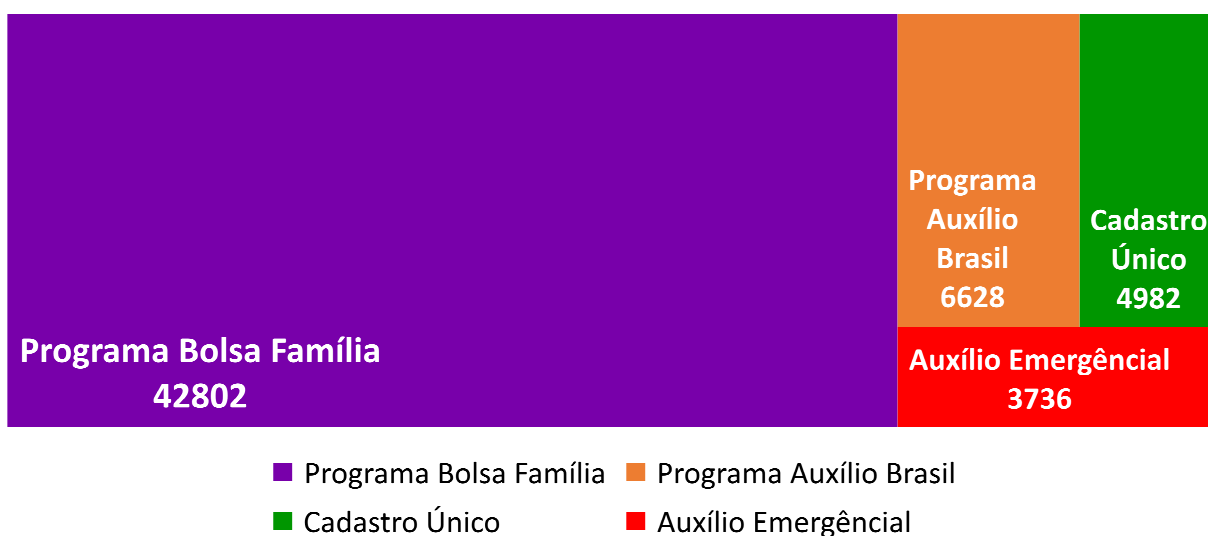 Programa Bolsa Família
42802
Programa
Auxílio
Brasil
6628
Cadastro
Único
4982
Auxílio Emergêncial
3736
Programa Bolsa Família
Programa Auxílio Brasil
Cadastro Único
Auxílio Emergêncial